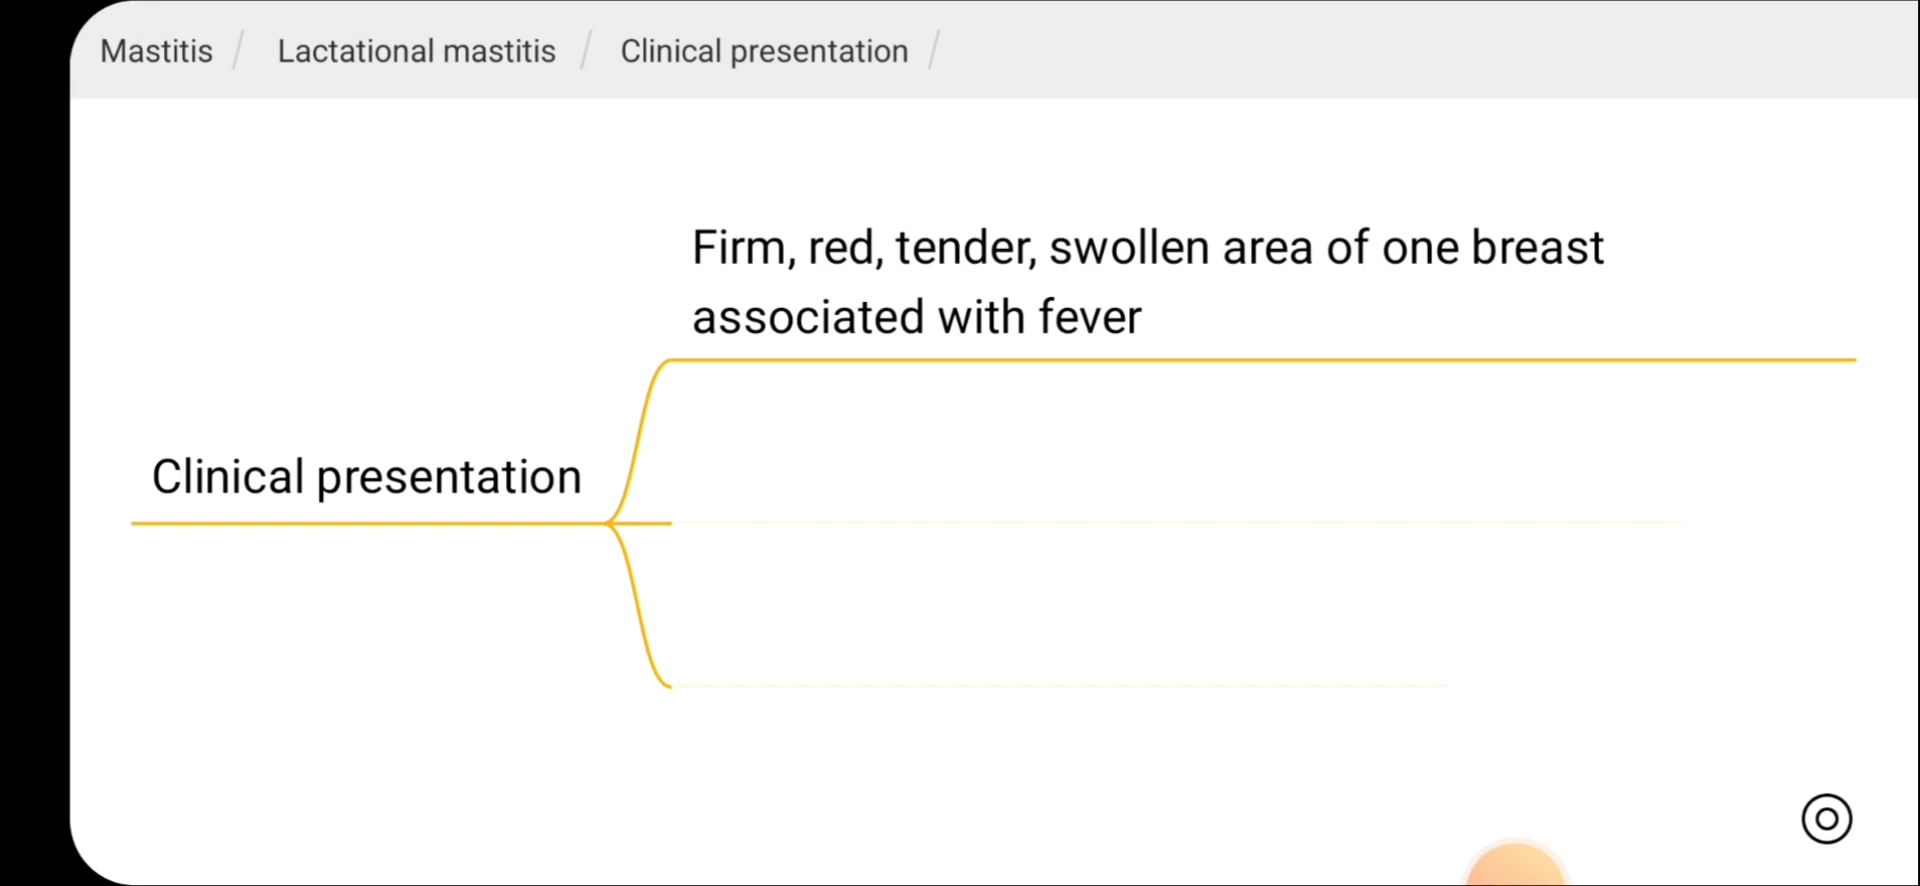 Mastitis / Lactational mastitis / Clinical presentation /
Firm, red, tender, swollen area of one breast
associated with fever
Clinical presentation